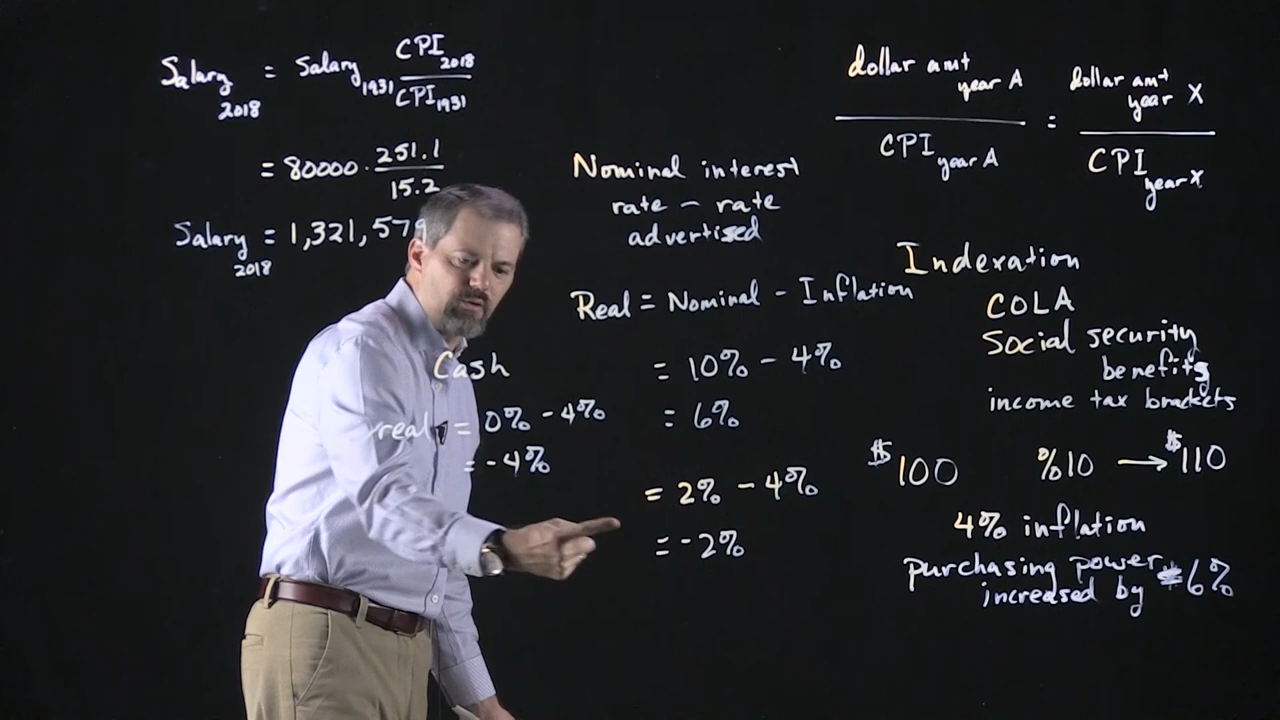 Salary 2018 = Salary 1931 CPI 2018 / CPI 1931
= 80000 · 251.1 / 15.2
Salary 2018 = 1,321,579
Nominal interest
rate - rate
advertised
Real = Nominal - Inflation
= 10% - 4%
= 6%
= 2% - 4%
= -2%
Cash
real = 0% - 4%
= -4%
dollar amt year A / CPI year A = dollar amt year X / CPI year X
Indexation
COLA
Social security
benefits
income tax brackets
$100 %10 → $110
4% inflation
purchasing power
increased by 6%